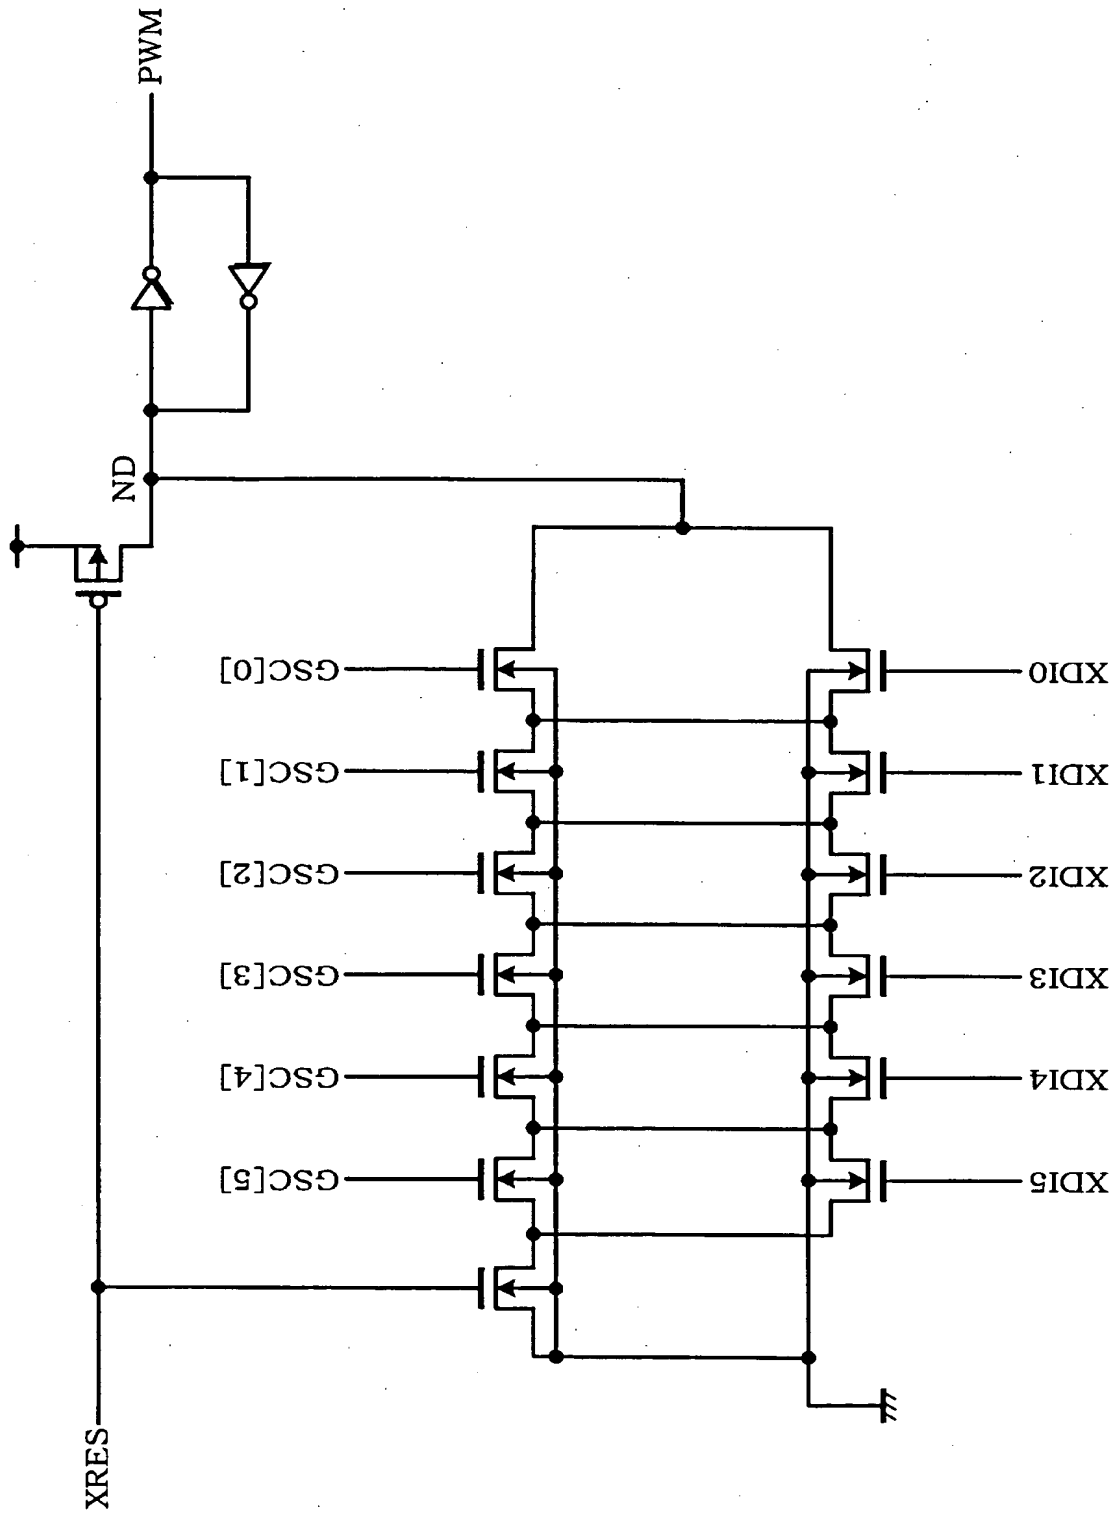 PWM
ND
GSC[0]
GSC[1]
GSC[2]
GSC[3]
GSC[4]
GSC[5]
XDI0
XDI1
XDI2
XDI3
XDI4
XDI5
XRES